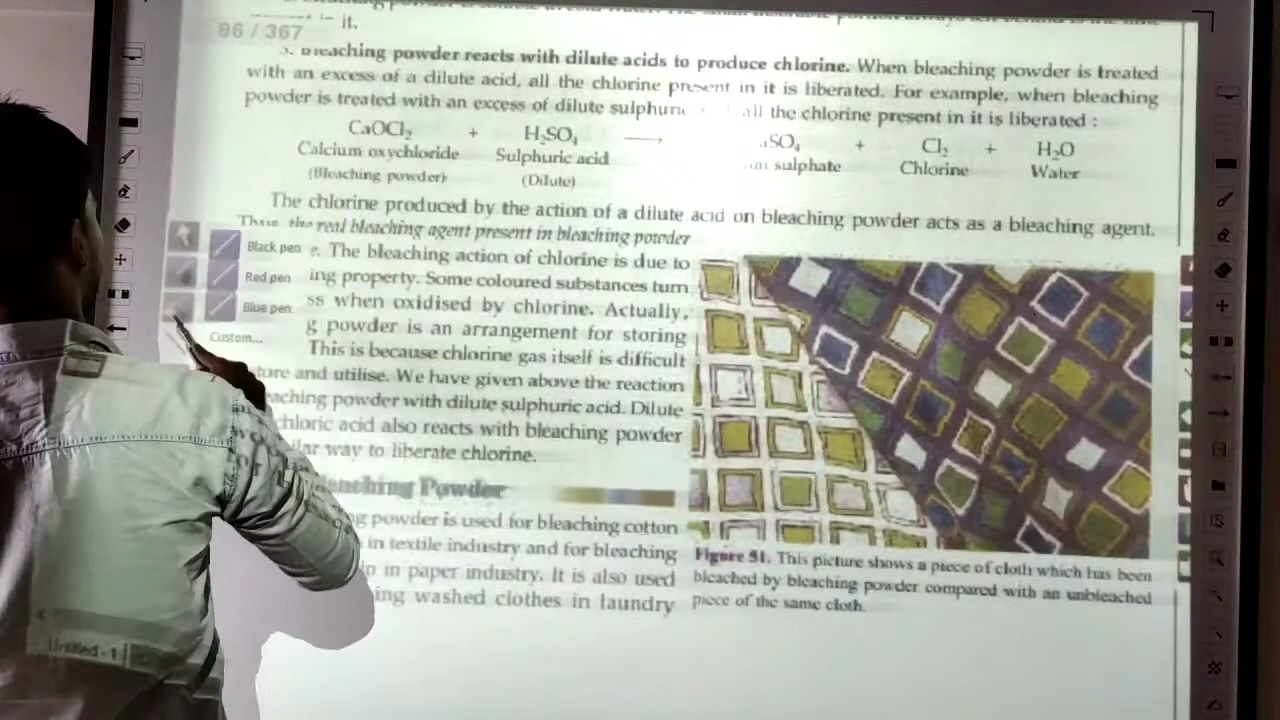 it.
96 / 367
Bleaching powder reacts with dilute acids to produce chlorine. When bleaching powder is treated
with an excess of a dilute acid, all the chlorine present in it is liberated. For example, when bleaching
powder is treated with an excess of dilute all the chlorine present in it is liberated :
CaOCl₂ + H₂SO₄ ⟶ SO₄ + Cl₂ + H₂O
Calcium oxychloride Sulphuric acid sulphate Chlorine Water
(Bleaching powder) (Dilute)
The chlorine produced by the action of a dilute acid on bleaching powder acts as a bleaching agent.
Thus, the real bleaching agent present in bleaching powder
Black pen
The bleaching action of chlorine is due to
Red pen
ing property. Some coloured substances turn
Blue pen
ss when oxidised by chlorine. Actually,
Custom...
g powder is an arrangement for storing
This is because chlorine gas itself is difficult
tore and utilise. We have given above the reaction
eaching powder with dilute sulphuric acid. Dilute
chloric acid also reacts with bleaching powder
ar way to liberate chlorine.
Bleaching Powder
ng powder is used for bleaching cotton
in textile industry and for bleaching
p in paper industry. It is also used
ing washed clothes in laundry
Figure 51. This picture shows a piece of cloth which has been
bleached by bleaching powder compared with an unbleached
piece of the same cloth.
Untitled - 1